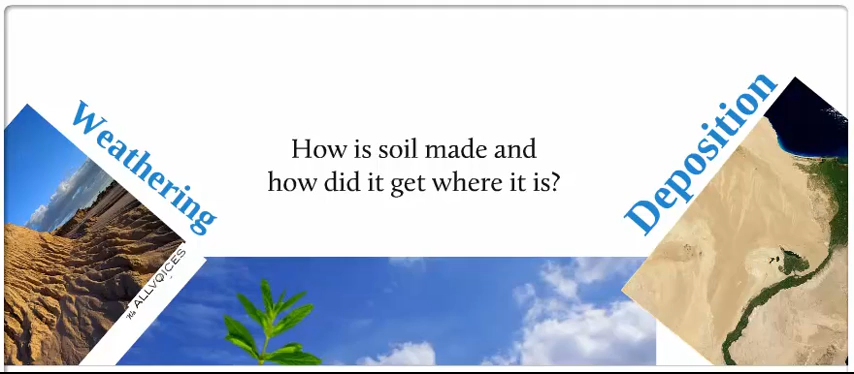 Weathering
How is soil made and
how did it get where it is?
Deposition
ALLVOICES